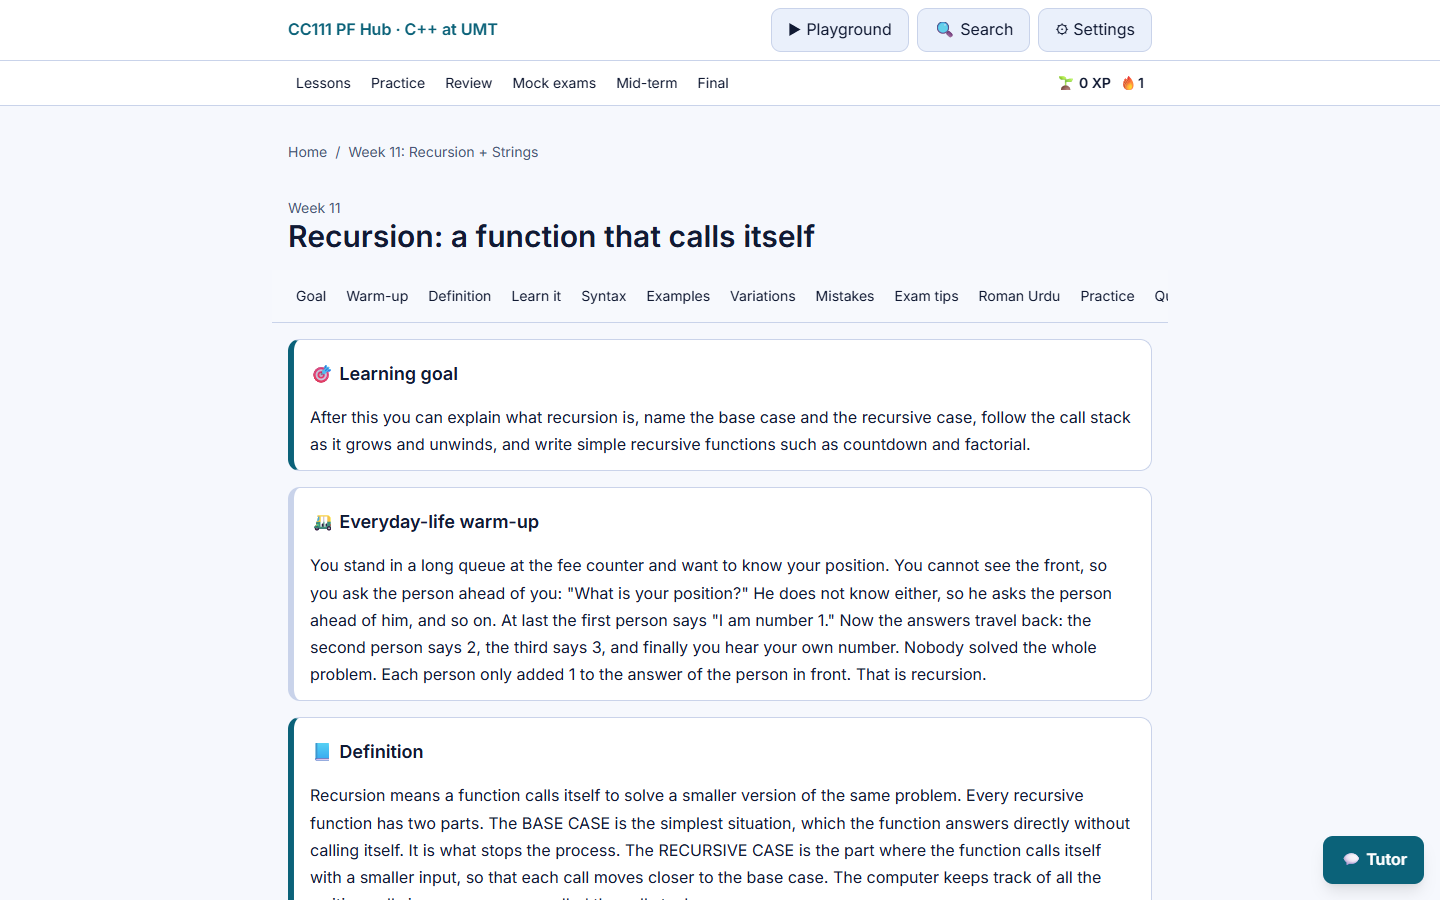 CC111 PF Hub · C++ at UMT
▶ Playground
🔍 Search
⚙ Settings
Lessons
Practice
Review
Mock exams
Mid-term
Final
🌱 0 XP 🔥 1
Home / Week 11: Recursion + Strings
Week 11
Recursion: a function that calls itself
Goal
Warm-up
Definition
Learn it
Syntax
Examples
Variations
Mistakes
Exam tips
Roman Urdu
Practice
🎯 Learning goal
After this you can explain what recursion is, name the base case and the recursive case, follow the call stack
as it grows and unwinds, and write simple recursive functions such as countdown and factorial.
🛺 Everyday-life warm-up
You stand in a long queue at the fee counter and want to know your position. You cannot see the front, so
you ask the person ahead of you: "What is your position?" He does not know either, so he asks the person
ahead of him, and so on. At last the first person says "I am number 1." Now the answers travel back: the
second person says 2, the third says 3, and finally you hear your own number. Nobody solved the whole
problem. Each person only added 1 to the answer of the person in front. That is recursion.
📘 Definition
Recursion means a function calls itself to solve a smaller version of the same problem. Every recursive
function has two parts. The BASE CASE is the simplest situation, which the function answers directly without
calling itself. It is what stops the process. The RECURSIVE CASE is the part where the function calls itself
with a smaller input, so that each call moves closer to the base case. The computer keeps track of all the
💬 Tutor